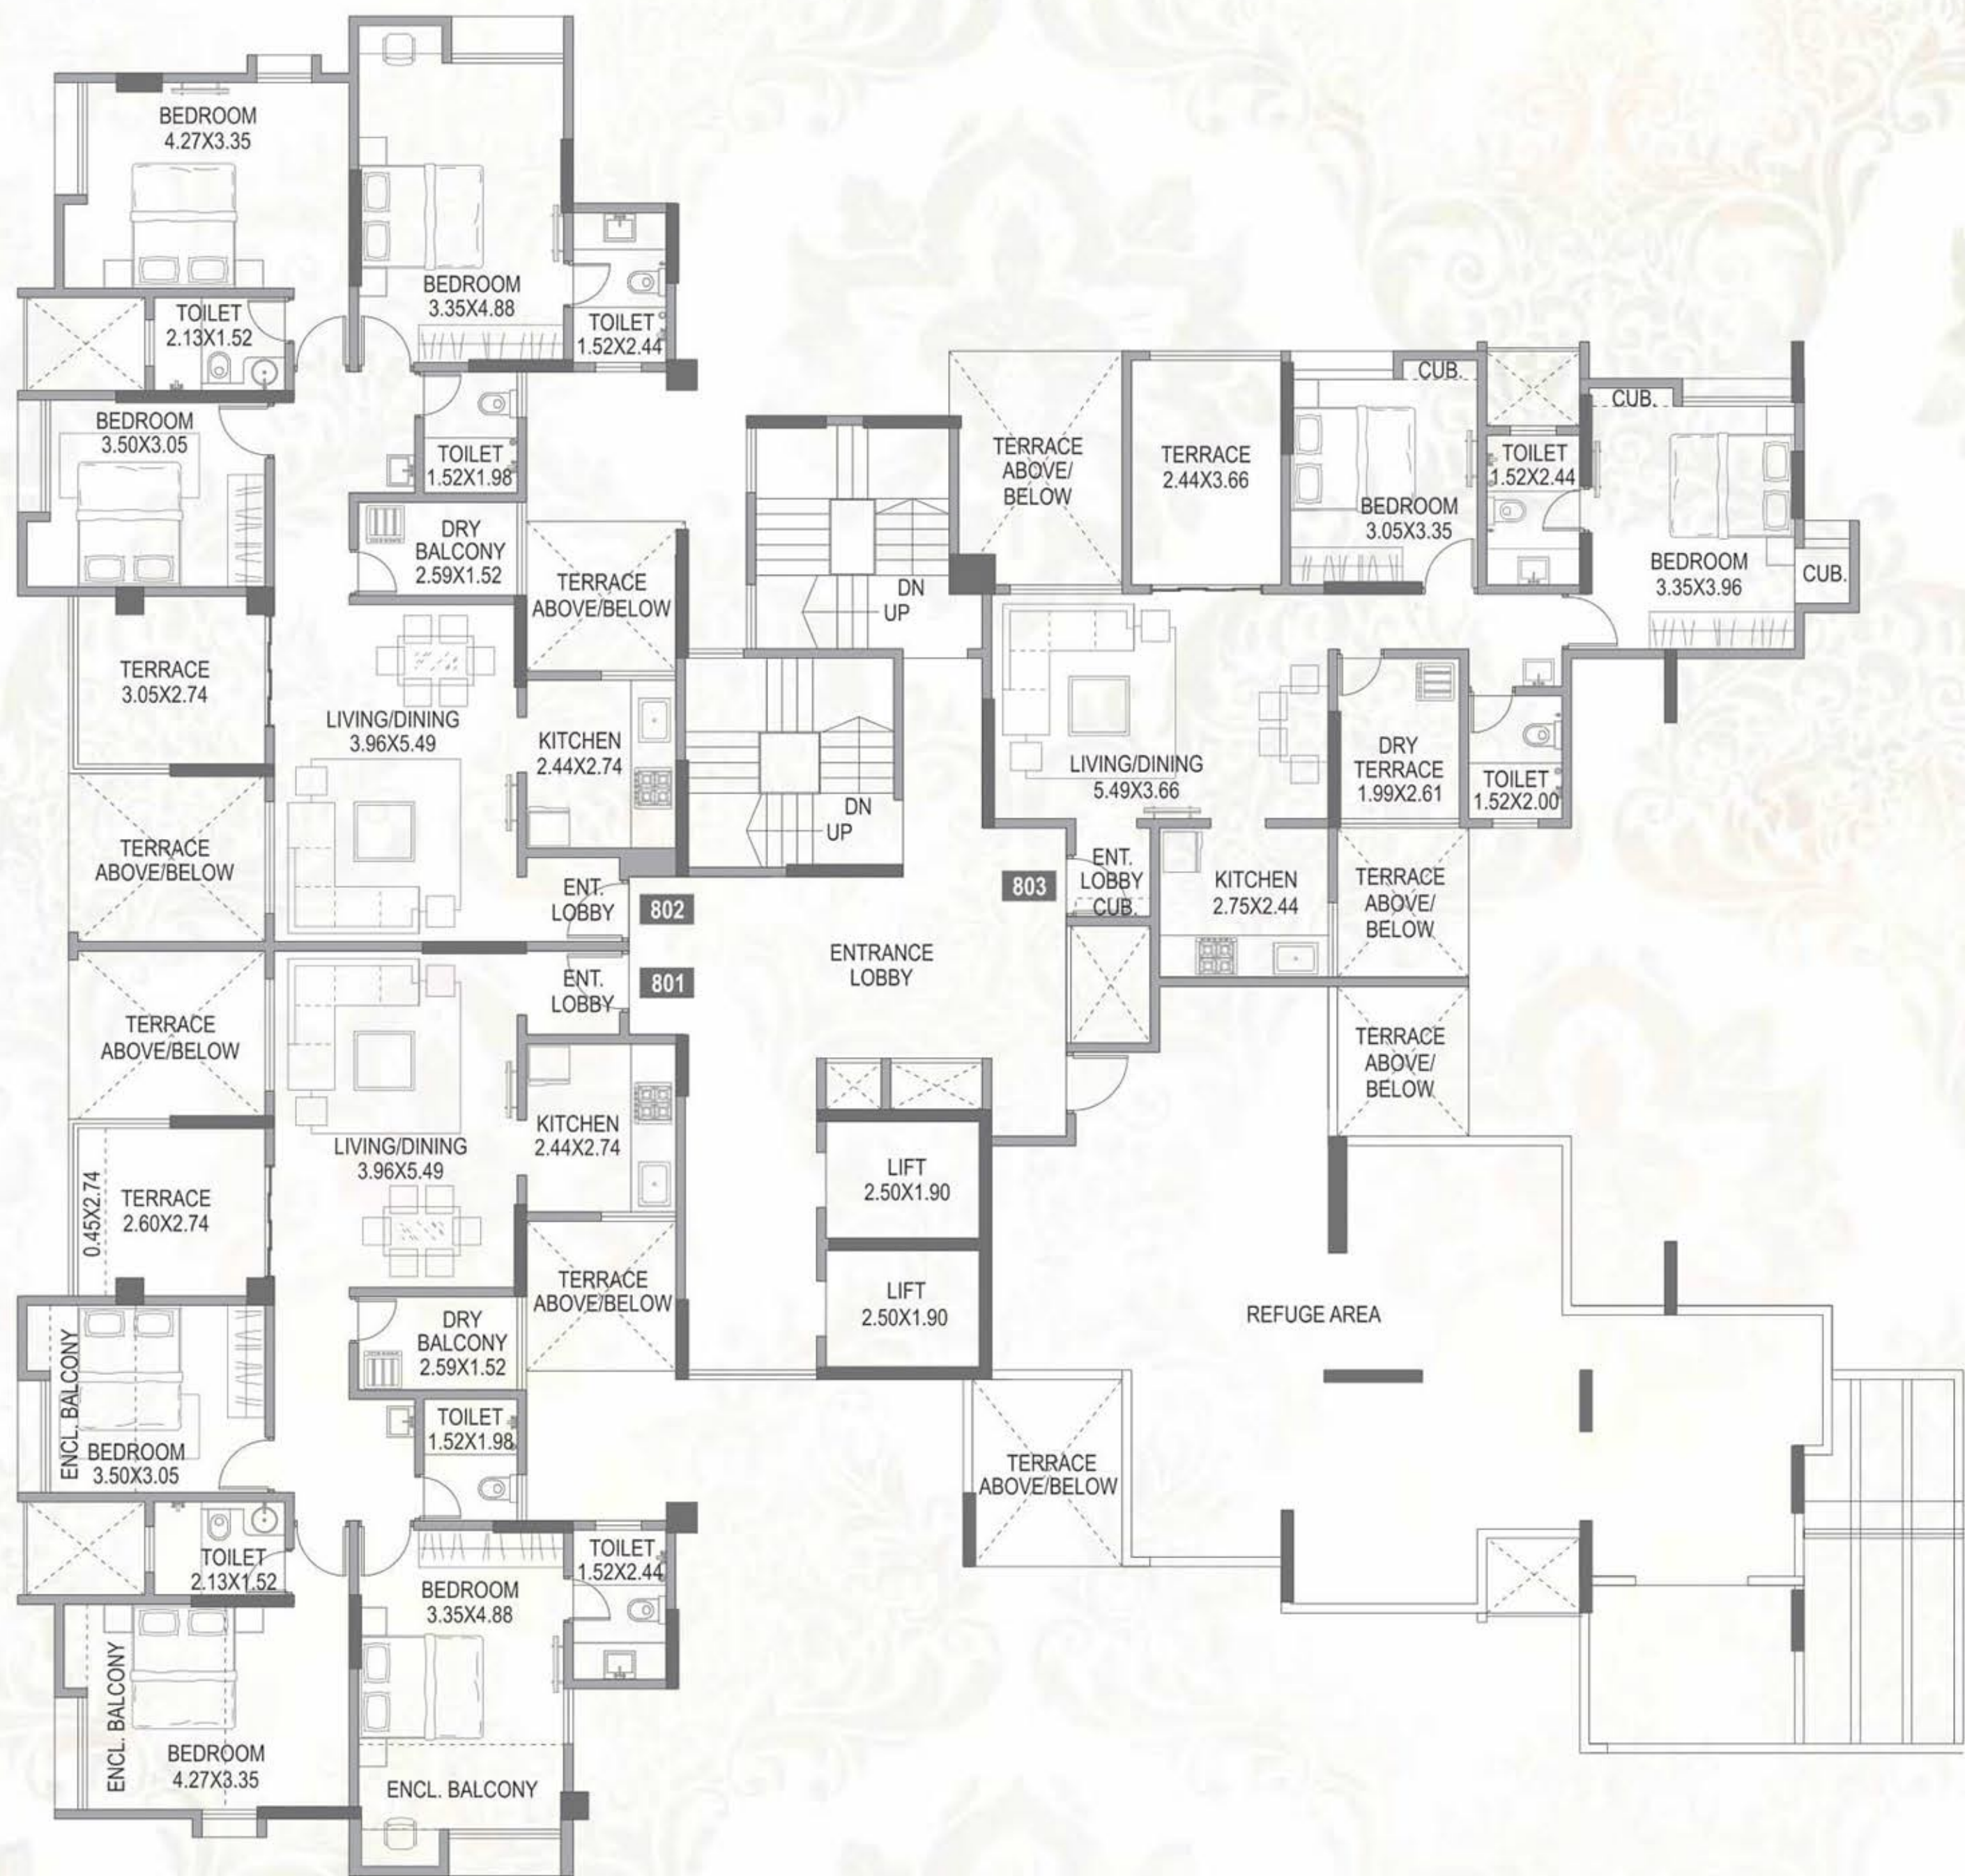 BEDROOM
4.27X3.35
BEDROOM
3.35X4.88
TOILET
2.13X1.52
TOILET
1.52X2.44
BEDROOM
3.50X3.05
TOILET
1.52X1.98
DRY
BALCONY
2.59X1.52
TERRACE
ABOVE/BELOW
TERRACE
3.05X2.74
LIVING/DINING
3.96X5.49
KITCHEN
2.44X2.74
TERRACE
ABOVE/BELOW
ENT.
LOBBY
802
DN
UP
DN
UP
TERRACE
ABOVE/
BELOW
TERRACE
2.44X3.66
CUB.
BEDROOM
3.05X3.35
TOILET
1.52X2.44
CUB.
BEDROOM
3.35X3.96
CUB.
LIVING/DINING
5.49X3.66
DRY
TERRACE
1.99X2.61
TOILET
1.52X2.00
803
ENT.
LOBBY
CUB.
KITCHEN
2.75X2.44
TERRACE
ABOVE/
BELOW
ENTRANCE
LOBBY
TERRACE
ABOVE/
BELOW
TERRACE
ABOVE/BELOW
ENT.
LOBBY
801
LIVING/DINING
3.96X5.49
KITCHEN
2.44X2.74
0.45X2.74
TERRACE
2.60X2.74
TERRACE
ABOVE/BELOW
LIFT
2.50X1.90
LIFT
2.50X1.90
REFUGE AREA
DRY
BALCONY
2.59X1.52
ENCL. BALCONY
BEDROOM
3.50X3.05
TOILET
1.52X1.98
TERRACE
ABOVE/BELOW
TOILET
2.13X1.52
TOILET
1.52X2.44
BEDROOM
3.35X4.88
ENCL. BALCONY
BEDROOM
4.27X3.35
ENCL. BALCONY